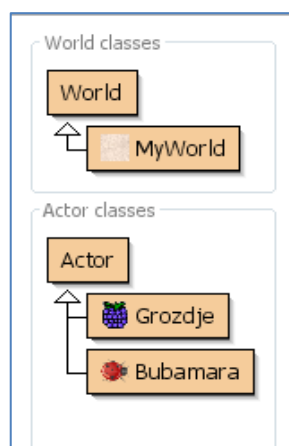 World classes
World
MyWorld
Actor classes
Actor
Grozdje
Bubamara